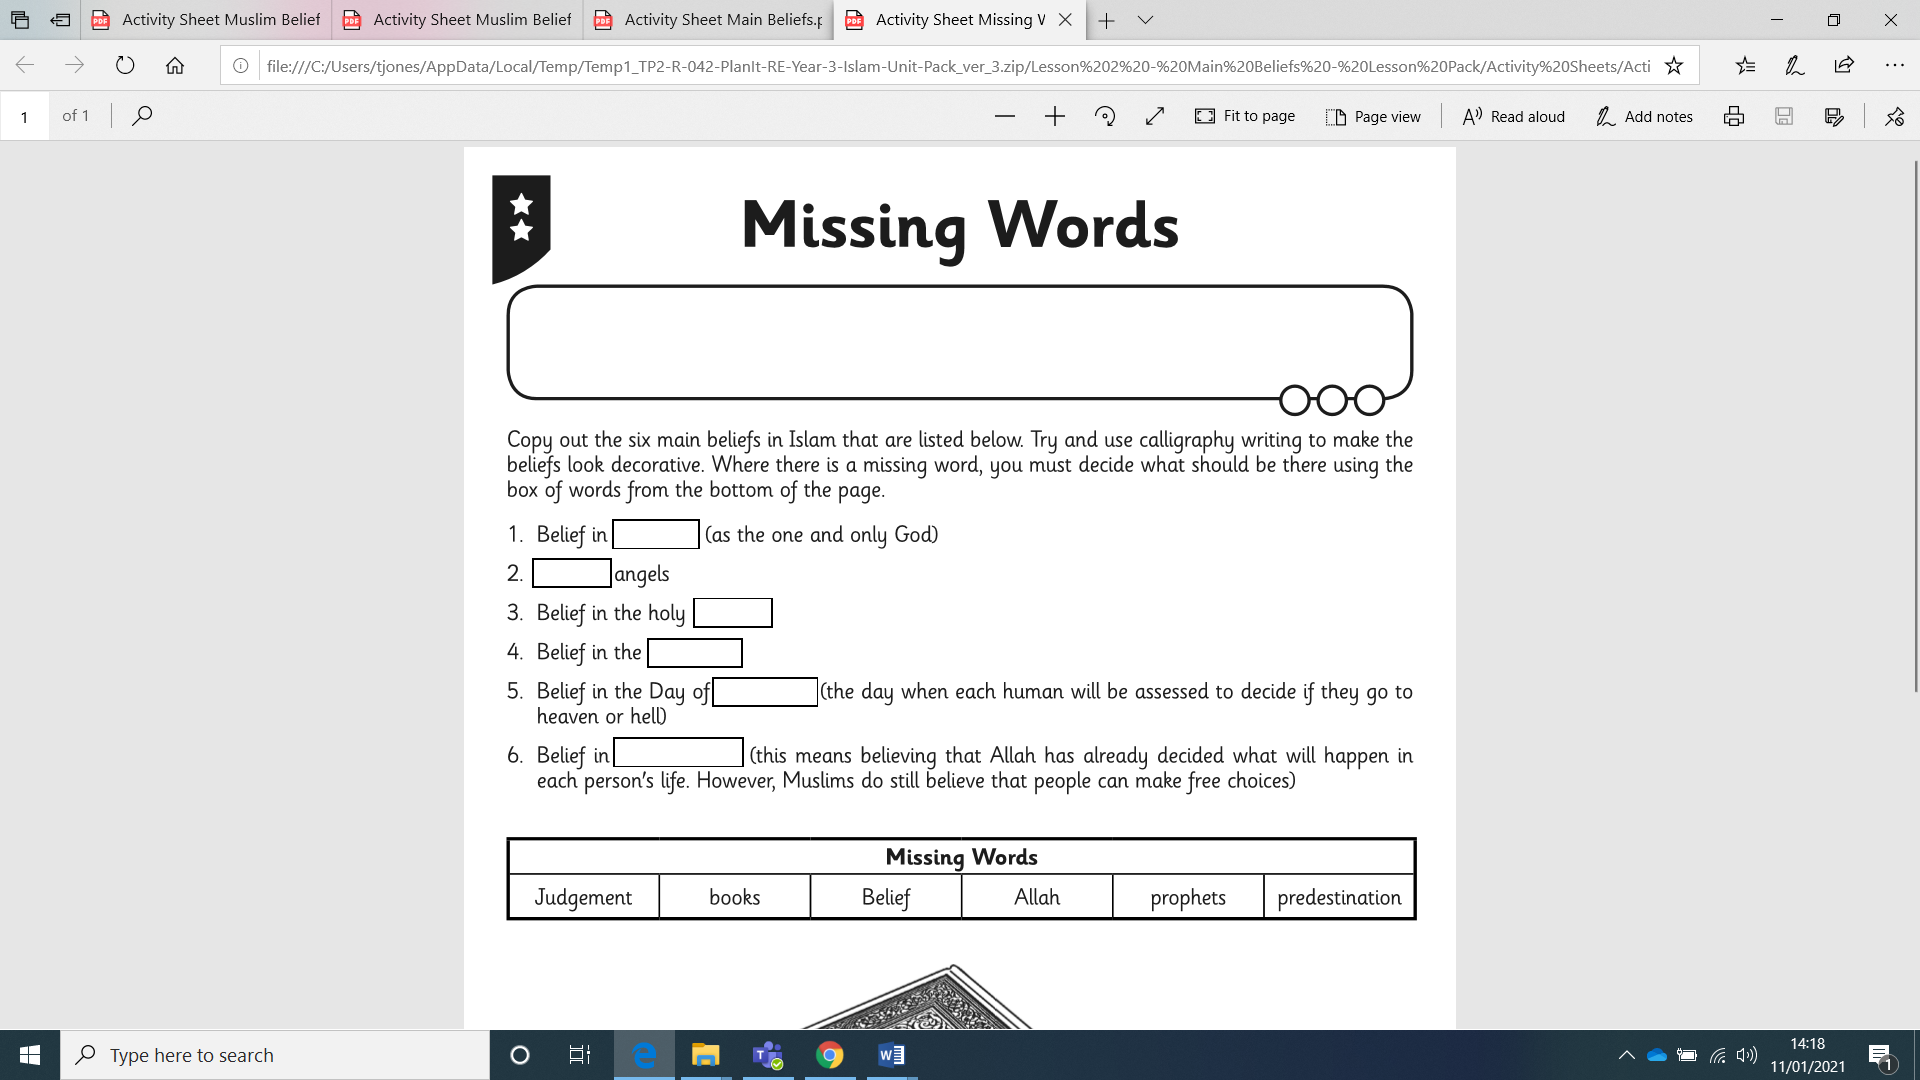 Activity Sheet Muslim Belief
Activity Sheet Muslim Belief
Activity Sheet Main Beliefs.p
Activity Sheet Missing W
file:///C:/Users/tjones/AppData/Local/Temp/Temp1_TP2-R-042-PlanIt-RE-Year-3-Islam-Unit-Pack_ver_3.zip/Lesson%202%20-%20Main%20Beliefs%20-%20Lesson%20Pack/Activity%20Sheets/Acti
1 of 1
Fit to page
Page view
Read aloud
Add notes
Missing Words
Copy out the six main beliefs in Islam that are listed below. Try and use calligraphy writing to make the
beliefs look decorative. Where there is a missing word, you must decide what should be there using the
box of words from the bottom of the page.
1. Belief in (as the one and only God)
2. angels
3. Belief in the holy
4. Belief in the
5. Belief in the Day of (the day when each human will be assessed to decide if they go to
heaven or hell)
6. Belief in (this means believing that Allah has already decided what will happen in
each person's life. However, Muslims do still believe that people can make free choices)
Missing Words
Judgement books Belief Allah prophets predestination
Type here to search
14:18
11/01/2021
1